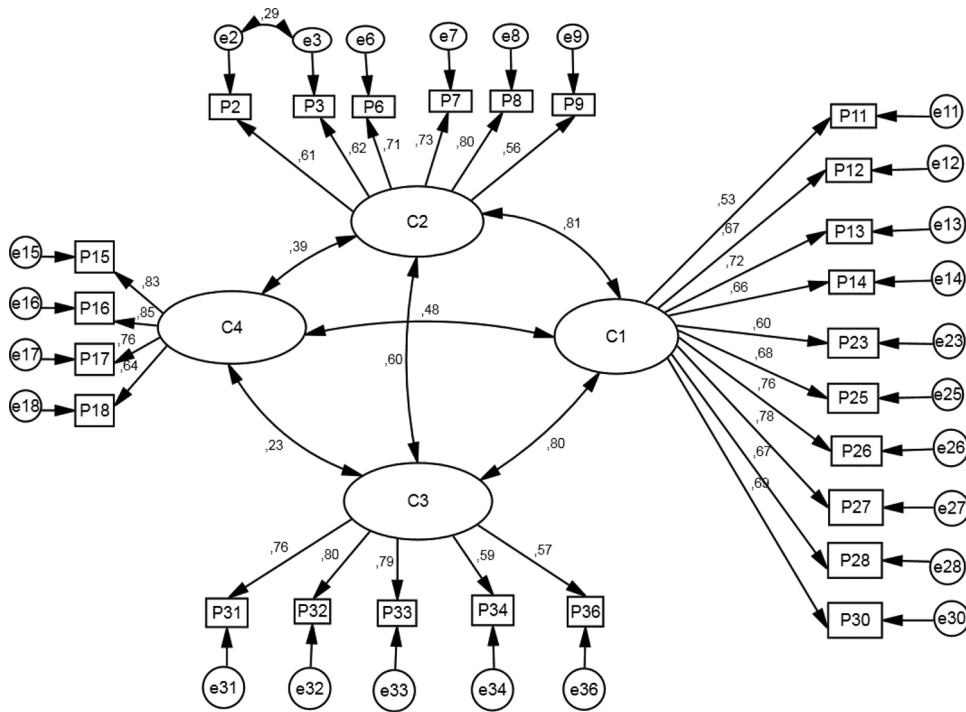 ,29
e2
e3
e6
e7
e8
e9
P2
P3
P6
P7
P8
P9
,61
,62
,71
,73
,80
,56
e11
P11
e12
P12
e13
P13
e14
P14
e23
P23
e25
P25
e26
P26
e27
P27
e28
P28
e30
P30
,53
,67
,72
,66
,60
,68
,76
,78
,67
,69
C2
,81
,39
e15
P15
,83
e16
P16
,85
e17
P17
,76
e18
P18
,64
C4
,48
C1
,60
,23
,80
C3
,76
,80
,79
,59
,57
P31
P32
P33
P34
P36
e31
e32
e33
e34
e36